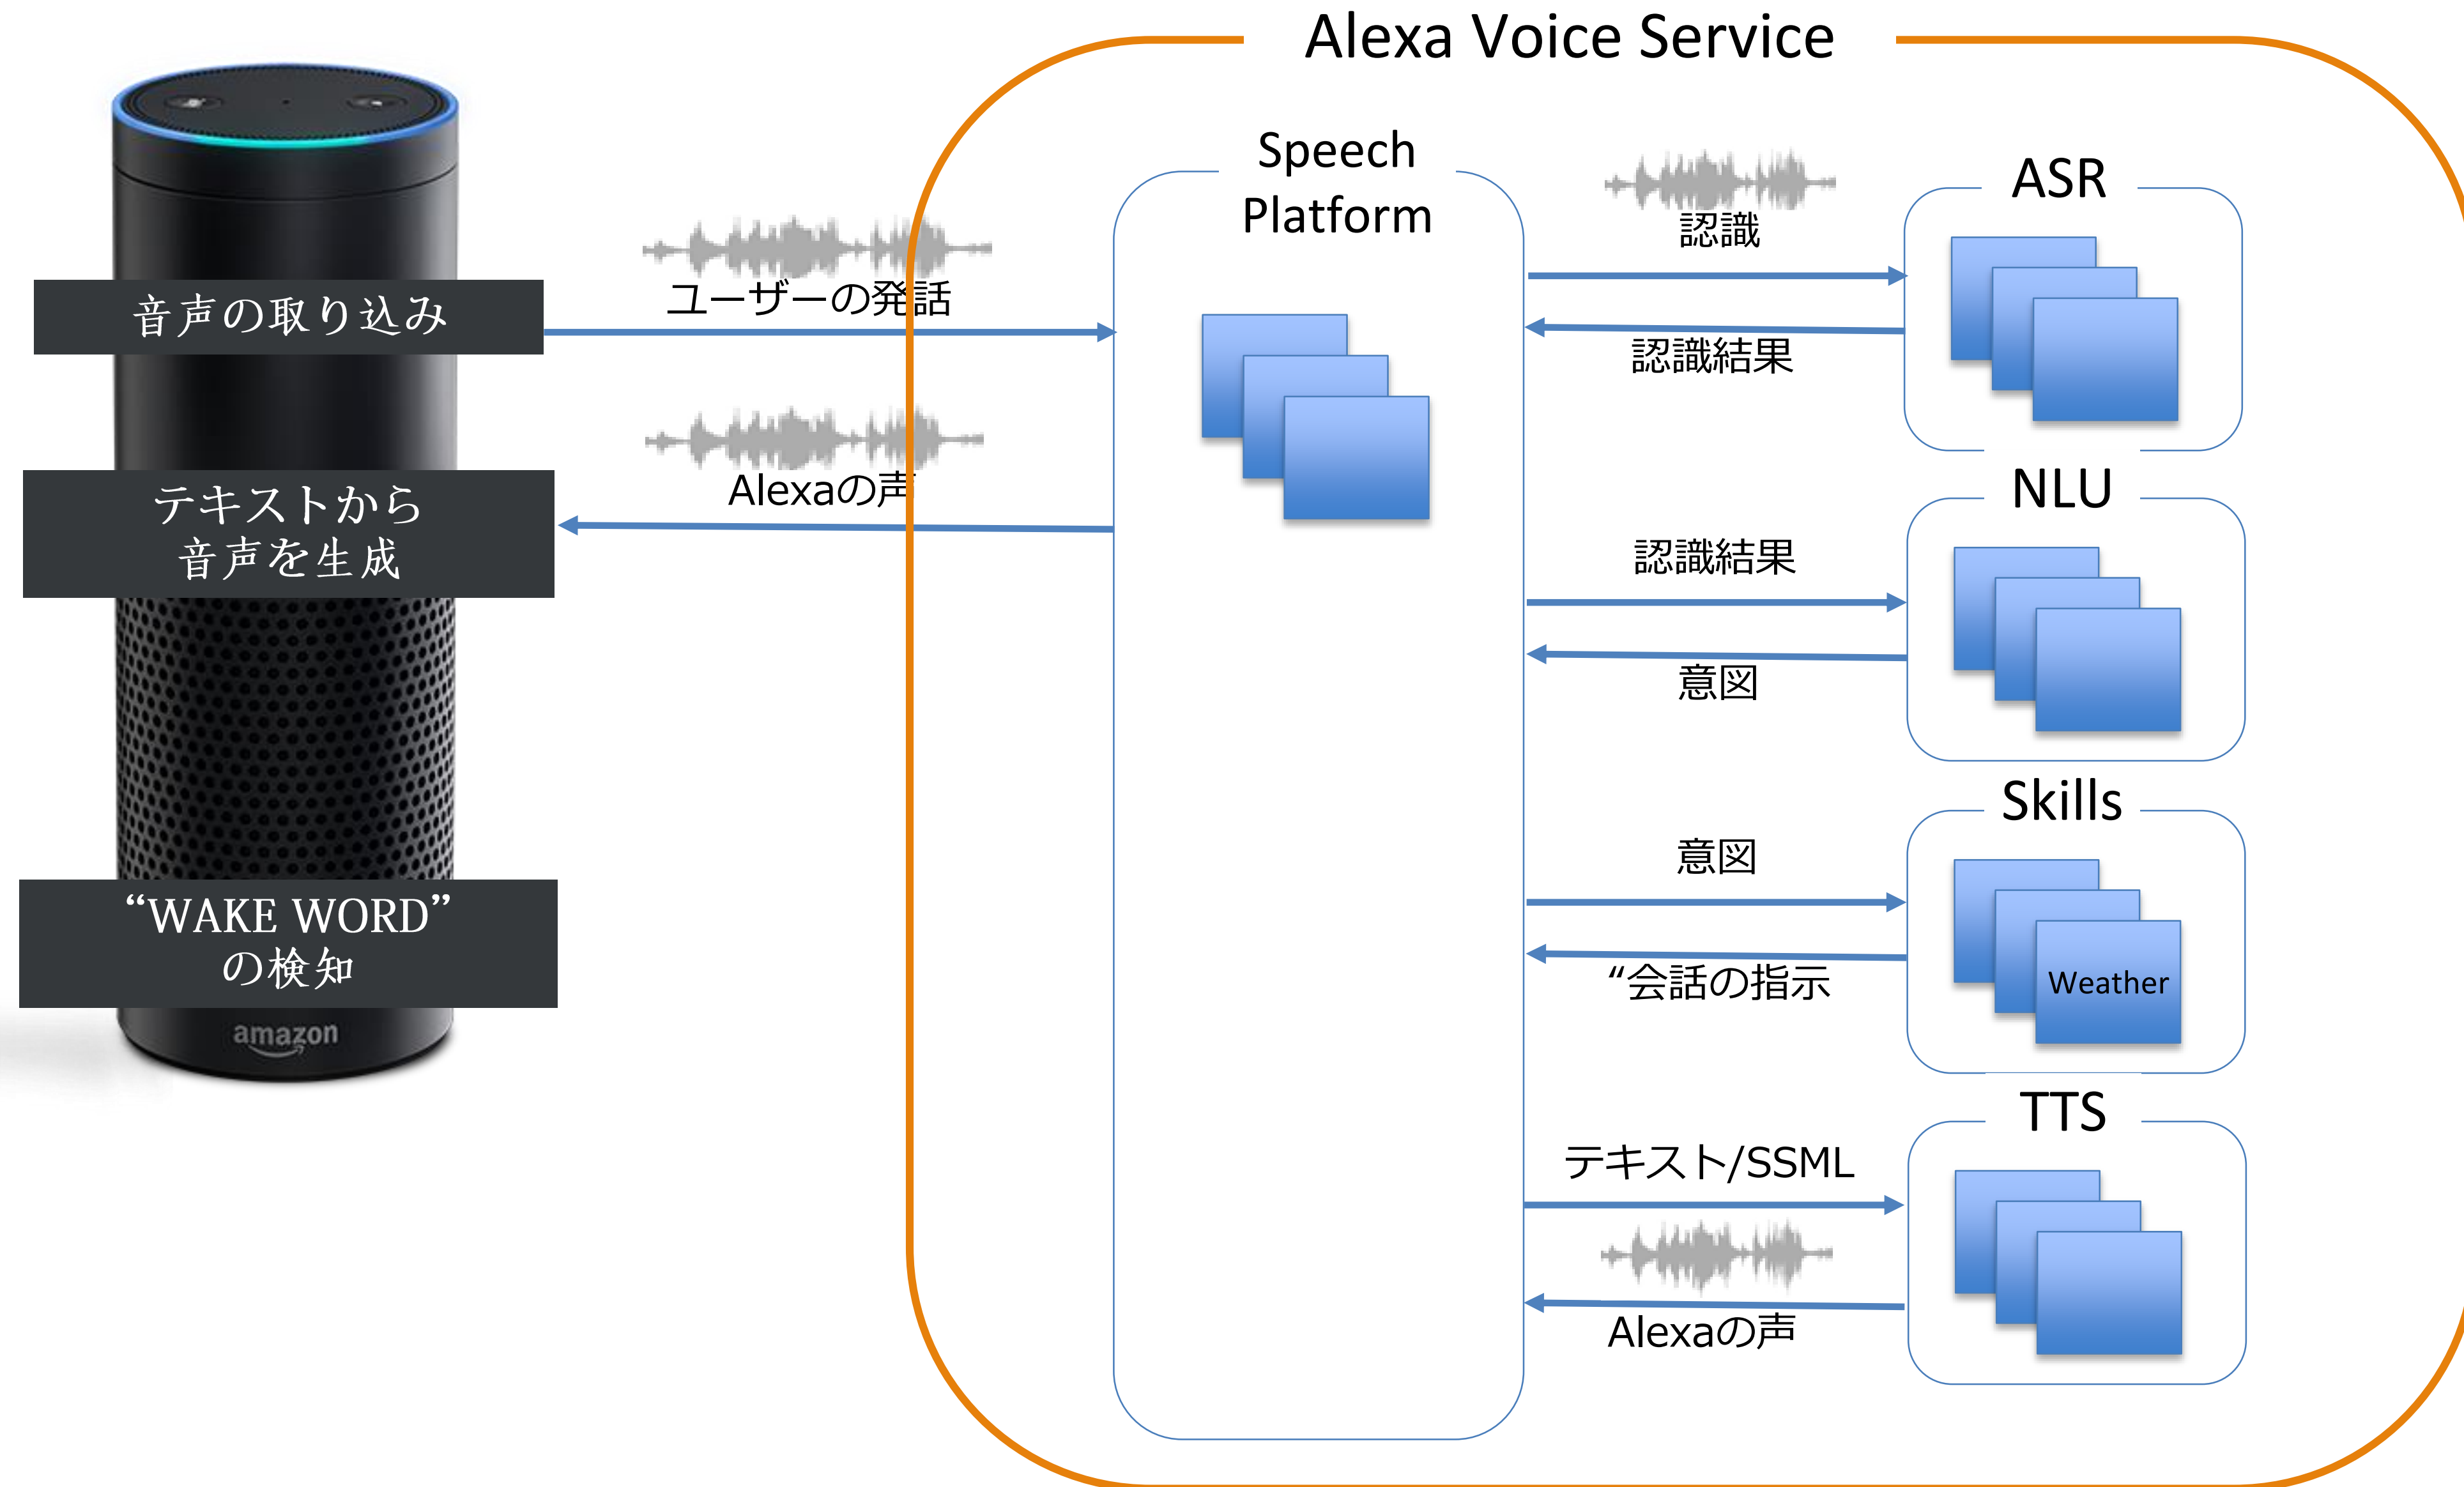 Alexa Voice Service
音声の取り込み
テキストから
音声を生成
“WAKE WORD”
の検知
amazon
ユーザーの発話
Alexaの声
Speech
Platform
認識
認識結果
ASR
認識結果
意図
NLU
意図
“会話の指示
Skills
Weather
テキスト/SSML
Alexaの声
TTS